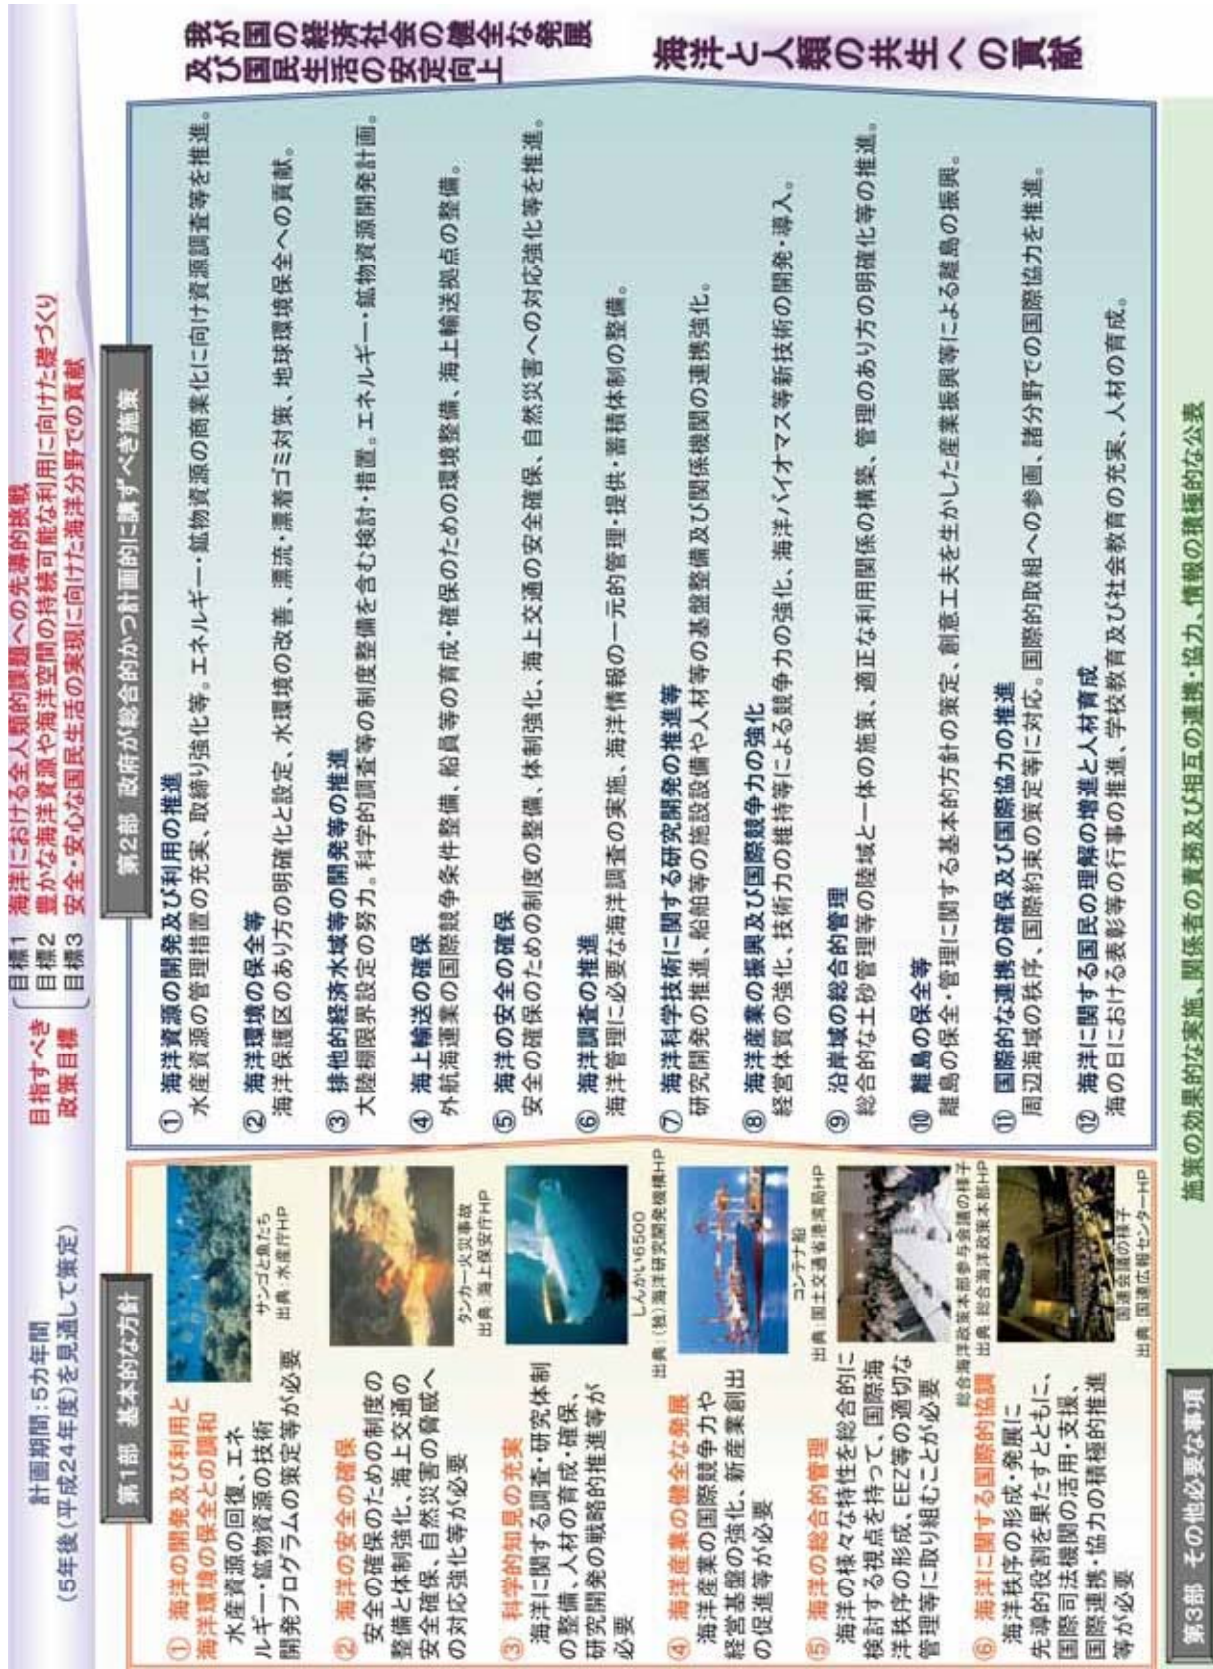 計画期間：5カ年間
（5年後（平成24年度）を見通して策定）
目指すべき
政策目標
目標1 海洋における全人類的課題への先導的挑戦
目標2 豊かな海洋資源や海洋空間の持続可能な利用に向けた礎づくり
目標3 安全・安心な国民生活の実現に向けた海洋分野での貢献
第1部 基本的な方針
① 海洋の開発及び利用と
海洋環境の保全との調和
水産資源の回復、エネ
ルギー・鉱物資源の技術
開発プログラムの策定等が必要
サンゴと魚たち
出典：水産庁HP
② 海洋の安全の確保
安全の確保のための制度の
整備と体制強化、海上交通の
安全確保、自然災害の脅威へ
の対応強化等が必要
タンカー火災事故
出典：海上保安庁HP
③ 科学的知見の充実
海洋に関する調査・研究体制
の整備、人材の育成・確保、
研究開発の戦略的推進等が
必要
しんかい6500
出典：（独）海洋研究開発機構HP
④ 海洋産業の健全な発展
海洋産業の国際競争力や
経営基盤の強化、新産業創出
の促進等が必要
コンテナ船
出典：国土交通省港湾局HP
⑤ 海洋の総合的管理
海洋の様々な特性を総合的に
検討する視点を持って、国際海
洋秩序の形成、EEZ等の適切な
管理等に取り組むことが必要
総合海洋政策本部参与会議の様子
出典：総合海洋政策本部HP
⑥ 海洋に関する国際的協調
海洋秩序の形成・発展に
先導的役割を果たすとともに、
国際司法機関の活用・支援、
国際連携・協力の積極的推進
等が必要
国連会議の様子
出典：国連広報センターHP
第2部 政府が総合的かつ計画的に講ずべき施策
① 海洋資源の開発及び利用の推進
水産資源の管理措置の充実、取締り強化等。エネルギー・鉱物資源の商業化に向け資源調査等を推進。
② 海洋環境の保全等
海洋保護区のあり方の明確化と設定、水環境の改善、漂流・漂着ゴミ対策、地球環境保全への貢献。
③ 排他的経済水域等の開発等の推進
大陸棚限界設定の努力。科学的調査等の制度整備を含む検討・措置。エネルギー・鉱物資源開発計画。
④ 海上輸送の確保
外航海運業の国際競争条件整備、船員等の育成・確保のための環境整備、海上輸送拠点の整備。
⑤ 海洋の安全の確保
安全の確保のための制度の整備、体制強化、海上交通の安全確保、自然災害への対応強化等を推進。
⑥ 海洋調査の推進
海洋管理に必要な海洋調査の実施、海洋情報の一元的管理・提供・蓄積体制の整備。
⑦ 海洋科学技術に関する研究開発の推進等
研究開発の推進、船舶等の施設設備や人材等の基盤整備及び関係機関の連携強化。
⑧ 海洋産業の振興及び国際競争力の強化
経営体質の強化、技術力の維持等による競争力の強化、海洋バイオマス等新技術の開発・導入。
⑨ 沿岸域の総合的管理
総合的な土砂管理等の陸域と一体の施策、適正な利用関係の構築、管理のあり方の明確化等の推進。
⑩ 離島の保全等
離島の保全・管理に関する基本的方針の策定、創意工夫を生かした産業振興等による離島の振興。
⑪ 国際的な連携の確保及び国際協力の推進
周辺海域の秩序、国際約束の策定等に対応。国際的取組への参画、諸分野での国際協力を推進。
⑫ 海洋に関する国民の理解の増進と人材育成
海の日における表彰等の行事の推進、学校教育及び社会教育の充実、人材の育成。
我が国の経済社会の健全な発展
及び国民生活の安定向上
海洋と人類の共生への貢献
第3部 その他必要な事項
施策の効果的な実施、関係者の責務及び相互の連携・協力、情報の積極的な公表